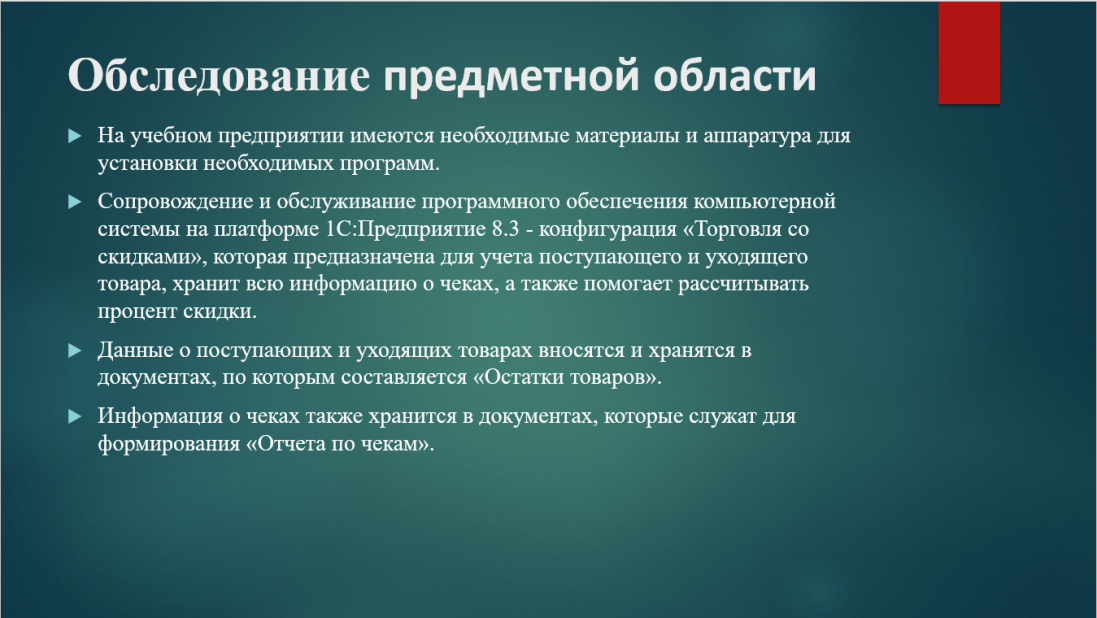 Обследование предметной области
На учебном предприятии имеются необходимые материалы и аппаратура для
установки необходимых программ.
Сопровождение и обслуживание программного обеспечения компьютерной
системы на платформе 1С:Предприятие 8.3 - конфигурация «Торговля со
скидками», которая предназначена для учета поступающего и уходящего
товара, хранит всю информацию о чеках, а также помогает рассчитывать
процент скидки.
Данные о поступающих и уходящих товарах вносятся и хранятся в
документах, по которым составляется «Остатки товаров».
Информация о чеках также хранится в документах, которые служат для
формирования «Отчета по чекам».